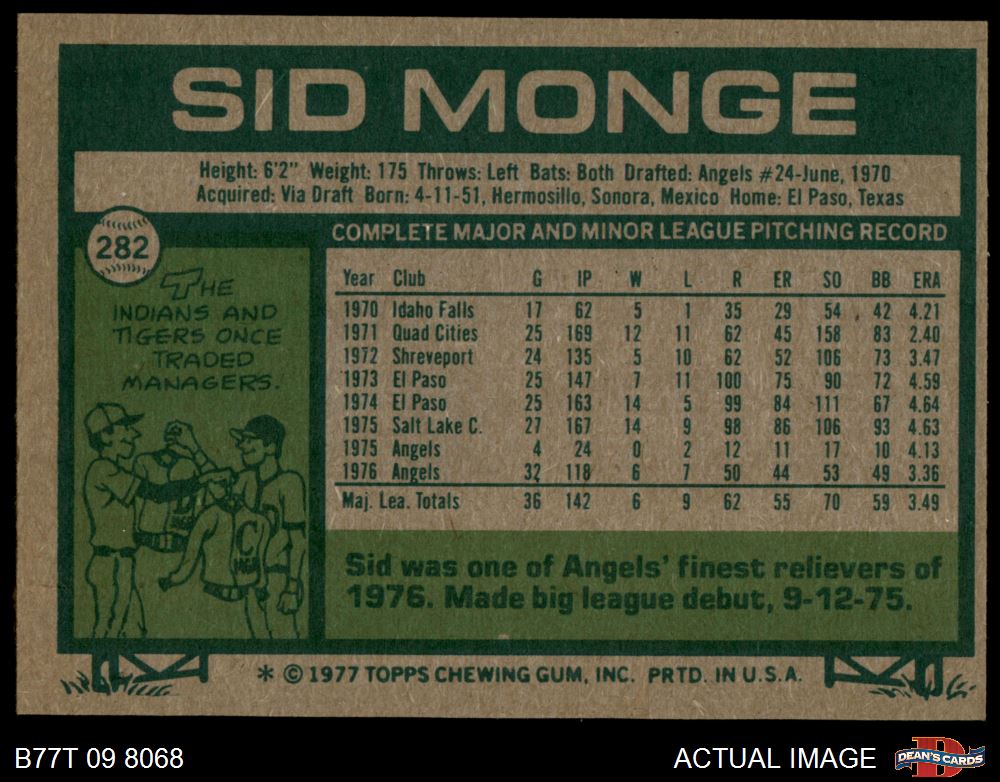 SID MONGE
Height: 6'2" Weight: 175 Throws: Left Bats: Both Drafted: Angels #24-June, 1970
Acquired: Via Draft Born: 4-11-51, Hermosillo, Sonora, Mexico Home: El Paso, Texas
282
THE
INDIANS AND
TIGERS ONCE
TRADED
MANAGERS.
C
MGR
COMPLETE MAJOR AND MINOR LEAGUE PITCHING RECORD
Year Club G IP W L R ER SO BB ERA
1970 Idaho Falls 17 62 5 1 35 29 54 42 4.21
1971 Quad Cities 25 169 12 11 62 45 158 83 2.40
1972 Shreveport 24 135 5 10 62 52 106 73 3.47
1973 El Paso 25 147 7 11 100 75 90 72 4.59
1974 El Paso 25 163 14 5 99 84 111 67 4.64
1975 Salt Lake C. 27 167 14 9 98 86 106 93 4.63
1975 Angels 4 24 0 2 12 11 17 10 4.13
1976 Angels 32 118 6 7 50 44 53 49 3.36
Maj. Lea. Totals 36 142 6 9 62 55 70 59 3.49
Sid was one of Angels' finest relievers of
1976. Made big league debut, 9-12-75.
* © 1977 TOPPS CHEWING GUM, INC. PRTD. IN U.S.A.
B77T 09 8068
ACTUAL IMAGE
D
DEAN'S CARDS